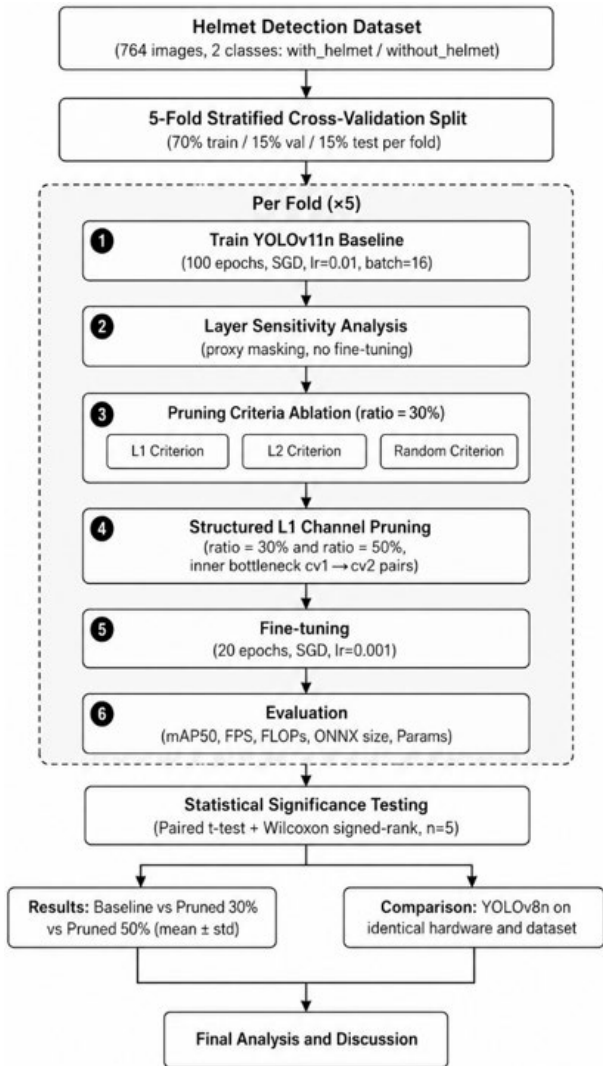 Helmet Detection Dataset
(764 images, 2 classes: with_helmet / without_helmet)
5-Fold Stratified Cross-Validation Split
(70% train / 15% val / 15% test per fold)
Per Fold (×5)
1
Train YOLOv11n Baseline
(100 epochs, SGD, lr=0.01, batch=16)
2
Layer Sensitivity Analysis
(proxy masking, no fine-tuning)
3
Pruning Criteria Ablation (ratio = 30%)
L1 Criterion
L2 Criterion
Random Criterion
4
Structured L1 Channel Pruning
(ratio = 30% and ratio = 50%,
inner bottleneck cv1→cv2 pairs)
5
Fine-tuning
(20 epochs, SGD, lr=0.001)
6
Evaluation
(mAP50, FPS, FLOPs, ONNX size, Params)
Statistical Significance Testing
(Paired t-test + Wilcoxon signed-rank, n=5)
Results: Baseline vs Pruned 30%
vs Pruned 50% (mean ± std)
Comparison: YOLOv8n on
identical hardware and dataset
Final Analysis and Discussion